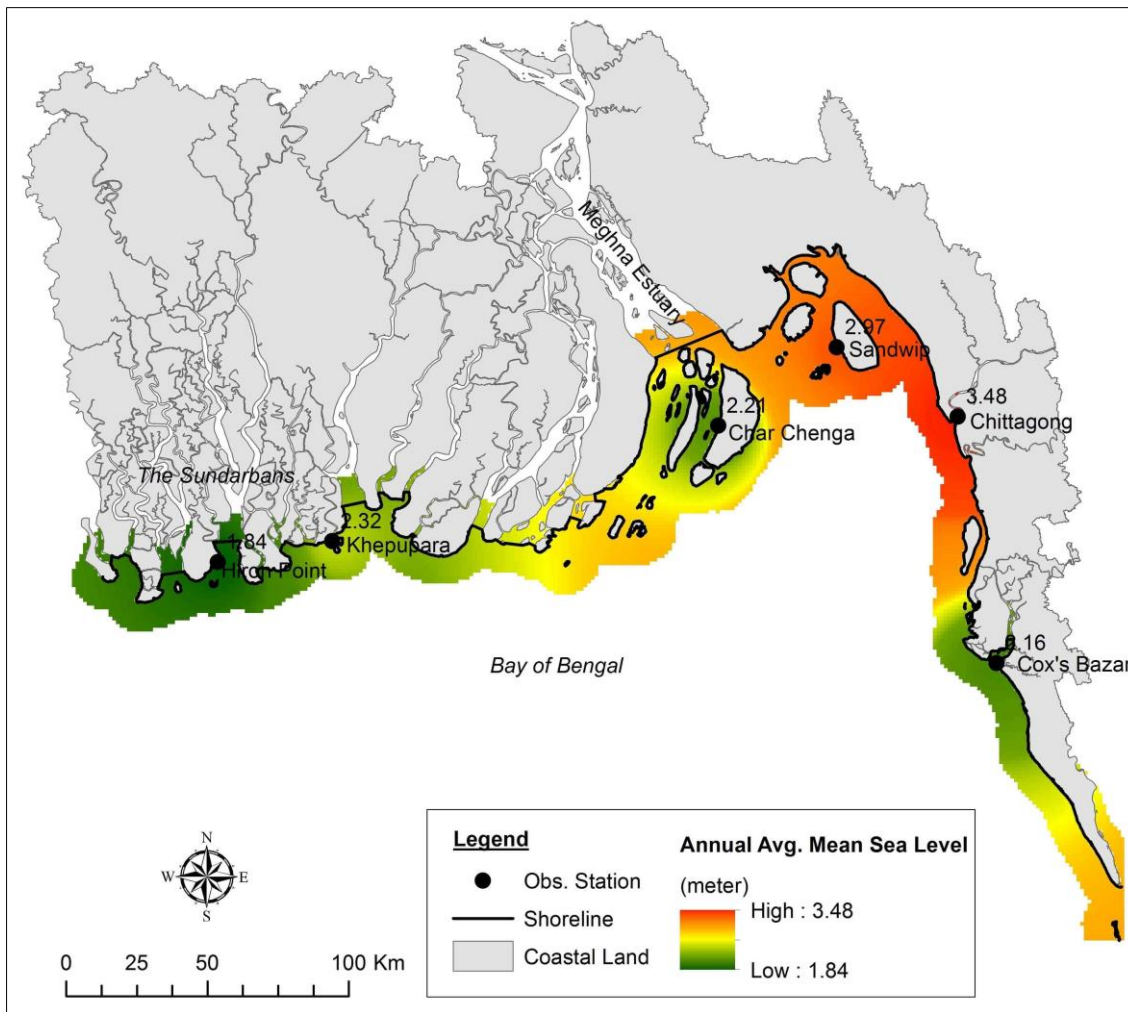 Meghna Estuary
2.97
Sandwip
3.48
Chittagong
2.21
Char Chenga
The Sundarbans
2.32
Khepupara
1.84
Hiron Point
Cox's Bazar
Bay of Bengal
N
W E
S
0 25 50 100 Km
Legend
Obs. Station
Shoreline
Coastal Land
Annual Avg. Mean Sea Level
(meter)
High : 3.48
Low : 1.84